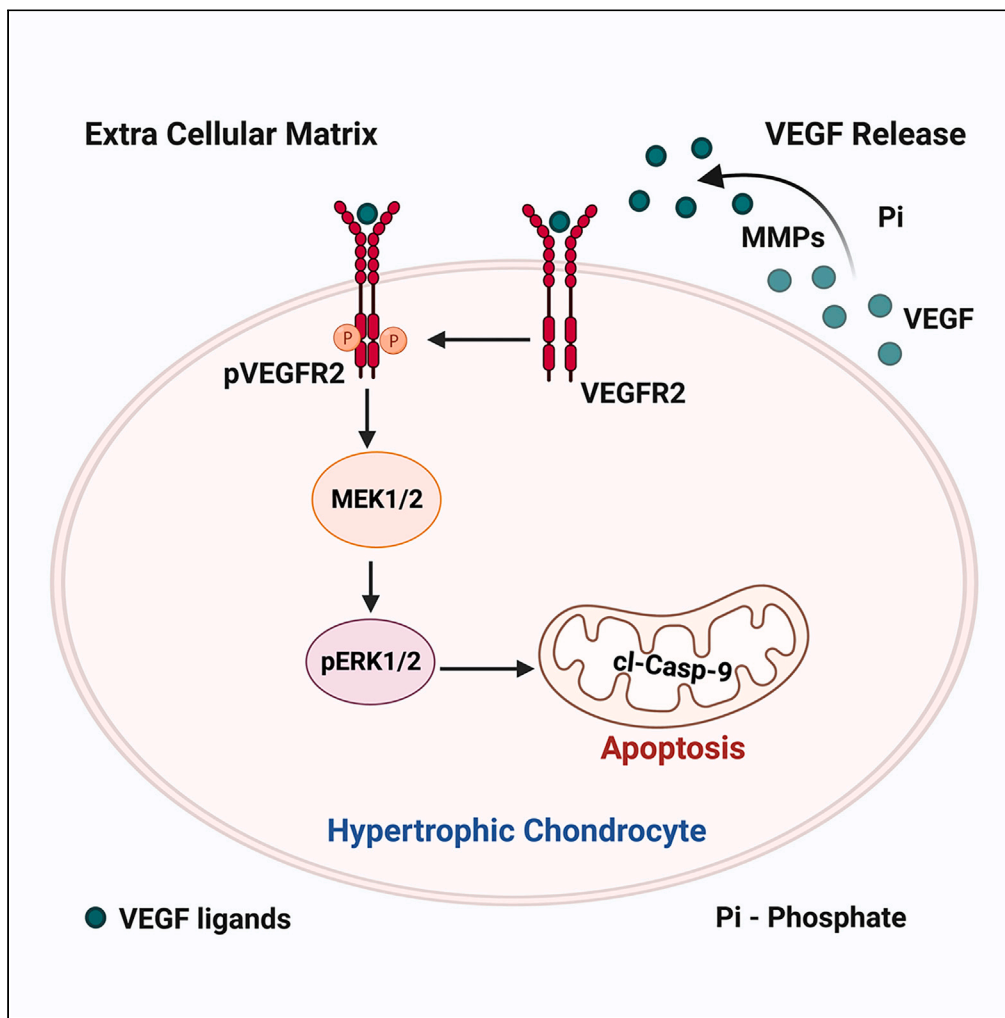 Extra Cellular Matrix
VEGF Release
Pi
MMPs
VEGF
P
P
pVEGFR2
VEGFR2
MEK1/2
pERK1/2
cl-Casp-9
Apoptosis
Hypertrophic Chondrocyte
VEGF ligands
Pi - Phosphate